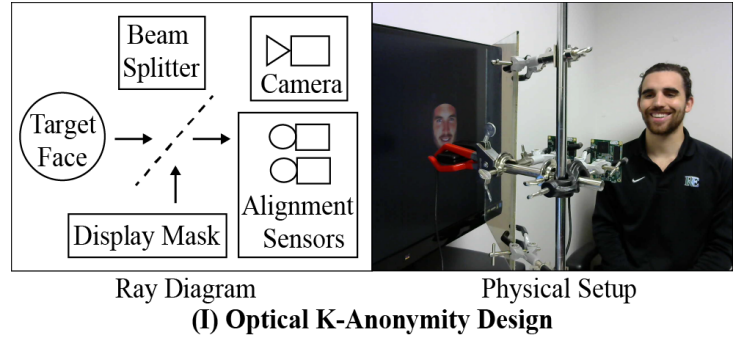 Beam
Splitter
Camera
Target
Face
Alignment
Sensors
Display Mask
Ray Diagram
Physical Setup
(I) Optical K-Anonymity Design